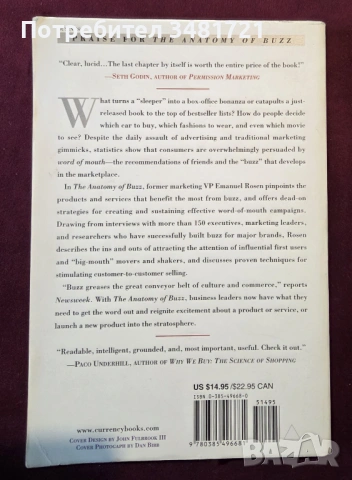 PRAISE FOR THE ANATOMY OF BUZZ
“Clear, lucid...The last chapter by itself is worth the entire price of the book!”
—SETH GODIN, AUTHOR OF PERMISSION MARKETING
What turns a “sleeper” into a box office bonanza or catapults a just-
released book to the top of bestseller lists? How do people decide
which car to buy, which fashions to wear, and even which movie
to see? Despite the daily assault of advertising and traditional marketing
gimmicks, statistics show that consumers are overwhelmingly persuaded by
word of mouth—the recommendations of friends and the “buzz” that develops
in the marketplace.
In The Anatomy of Buzz, former marketing VP Emanuel Rosen pinpoints the
products and services that benefit the most from buzz, and offers dead-
on strategies for creating and sustaining effective word-of-mouth campaigns.
Drawing from interviews with more than 150 executives, marketing leaders,
and researchers who have successfully built buzz for major brands, Rosen
describes the ins and outs of attracting the attention of influential first users
and “big-mouth” movers and shakers, and discusses proven techniques for
stimulating customer-to-customer selling.
“Buzz greases the great conveyor belt of culture and commerce,” reports
Newsweek. With The Anatomy of Buzz, business leaders now have what they
need to get the word out and reignite excitement about a product or service, or
launch a new product into the stratosphere.
“Readable, intelligent, grounded, and, most important, useful. Check it out.”
—PACO UNDERHILL, AUTHOR OF WHY WE BUY: THE SCIENCE OF SHOPPING
US $14.95/$22.95 CAN
ISBN 0-385-49668-0
51495
9 780385 49668
www.currencybooks.com
COVER DESIGN BY JOHN FULBROOK III
COVER PHOTOGRAPH BY DAN BIBB
bazar